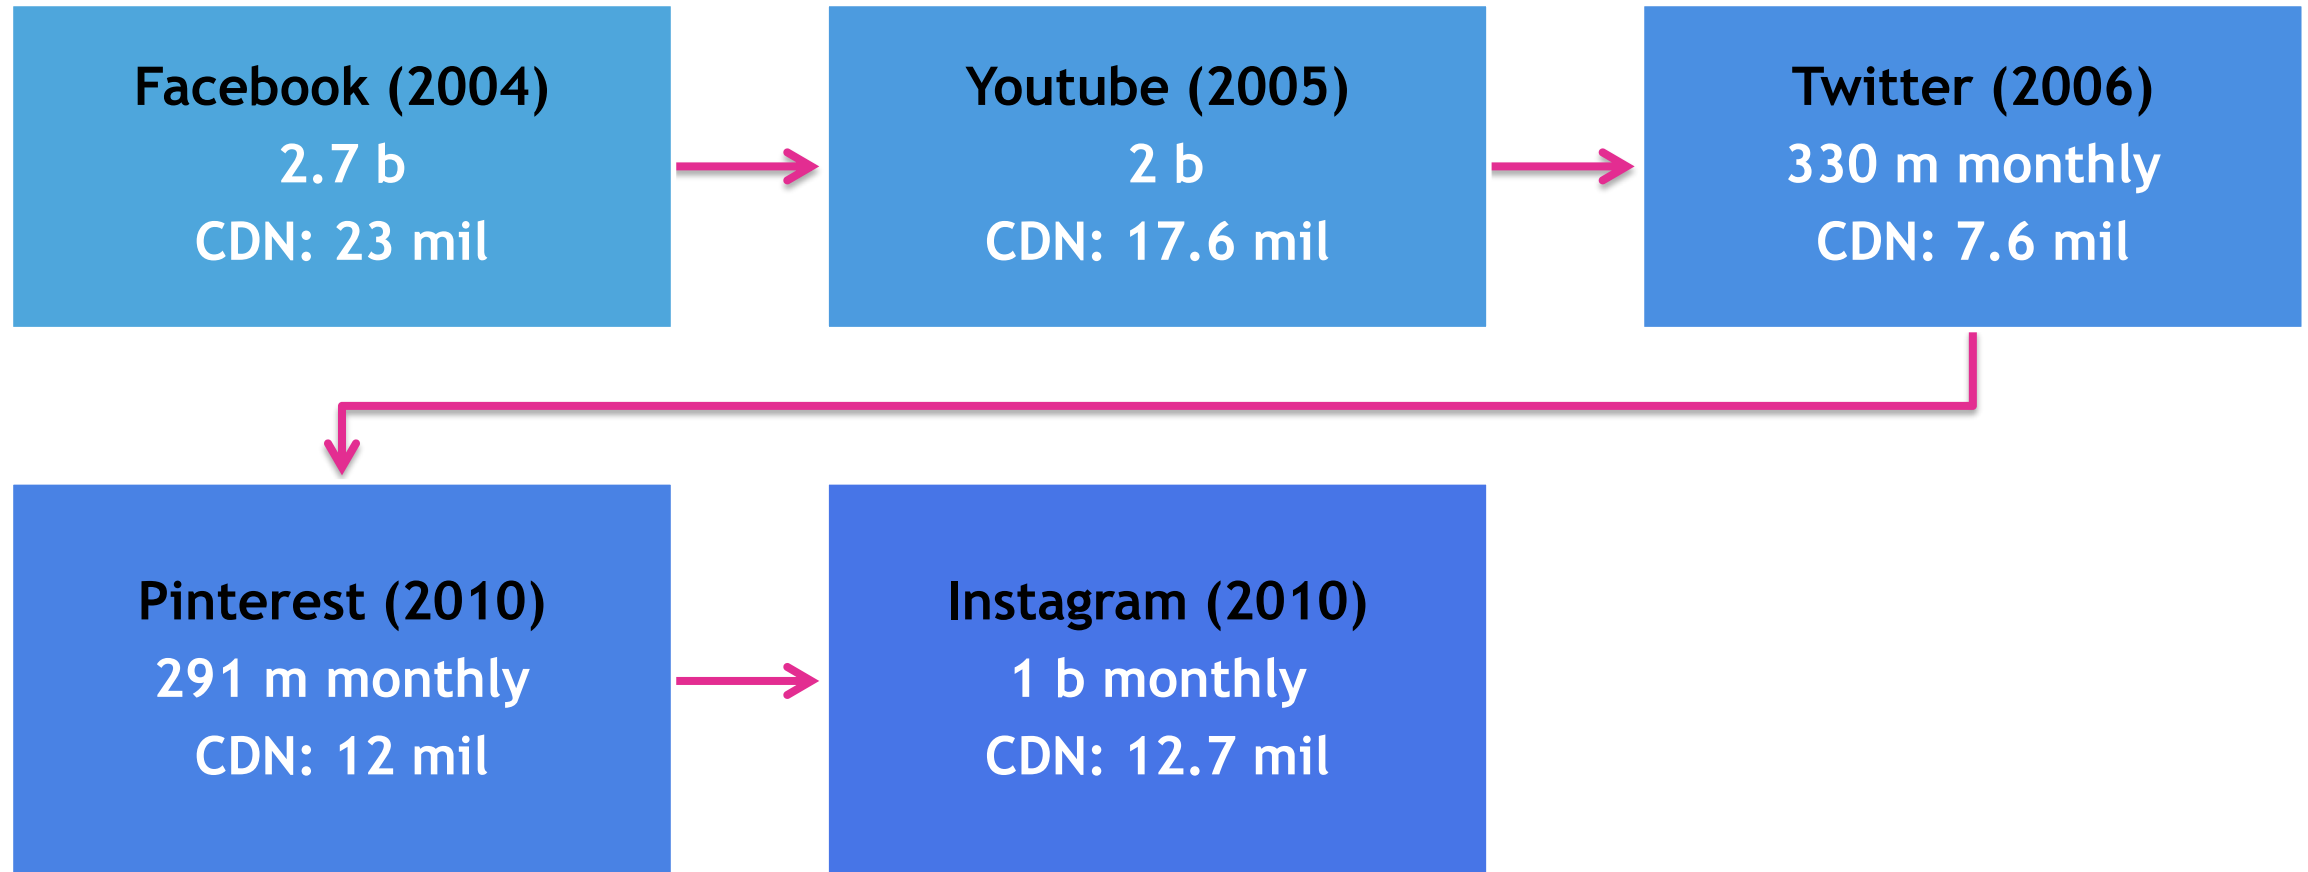 Facebook (2004)
2.7 b
CDN: 23 mil
Youtube (2005)
2 b
CDN: 17.6 mil
Twitter (2006)
330 m monthly
CDN: 7.6 mil
Pinterest (2010)
291 m monthly
CDN: 12 mil
Instagram (2010)
1 b monthly
CDN: 12.7 mil